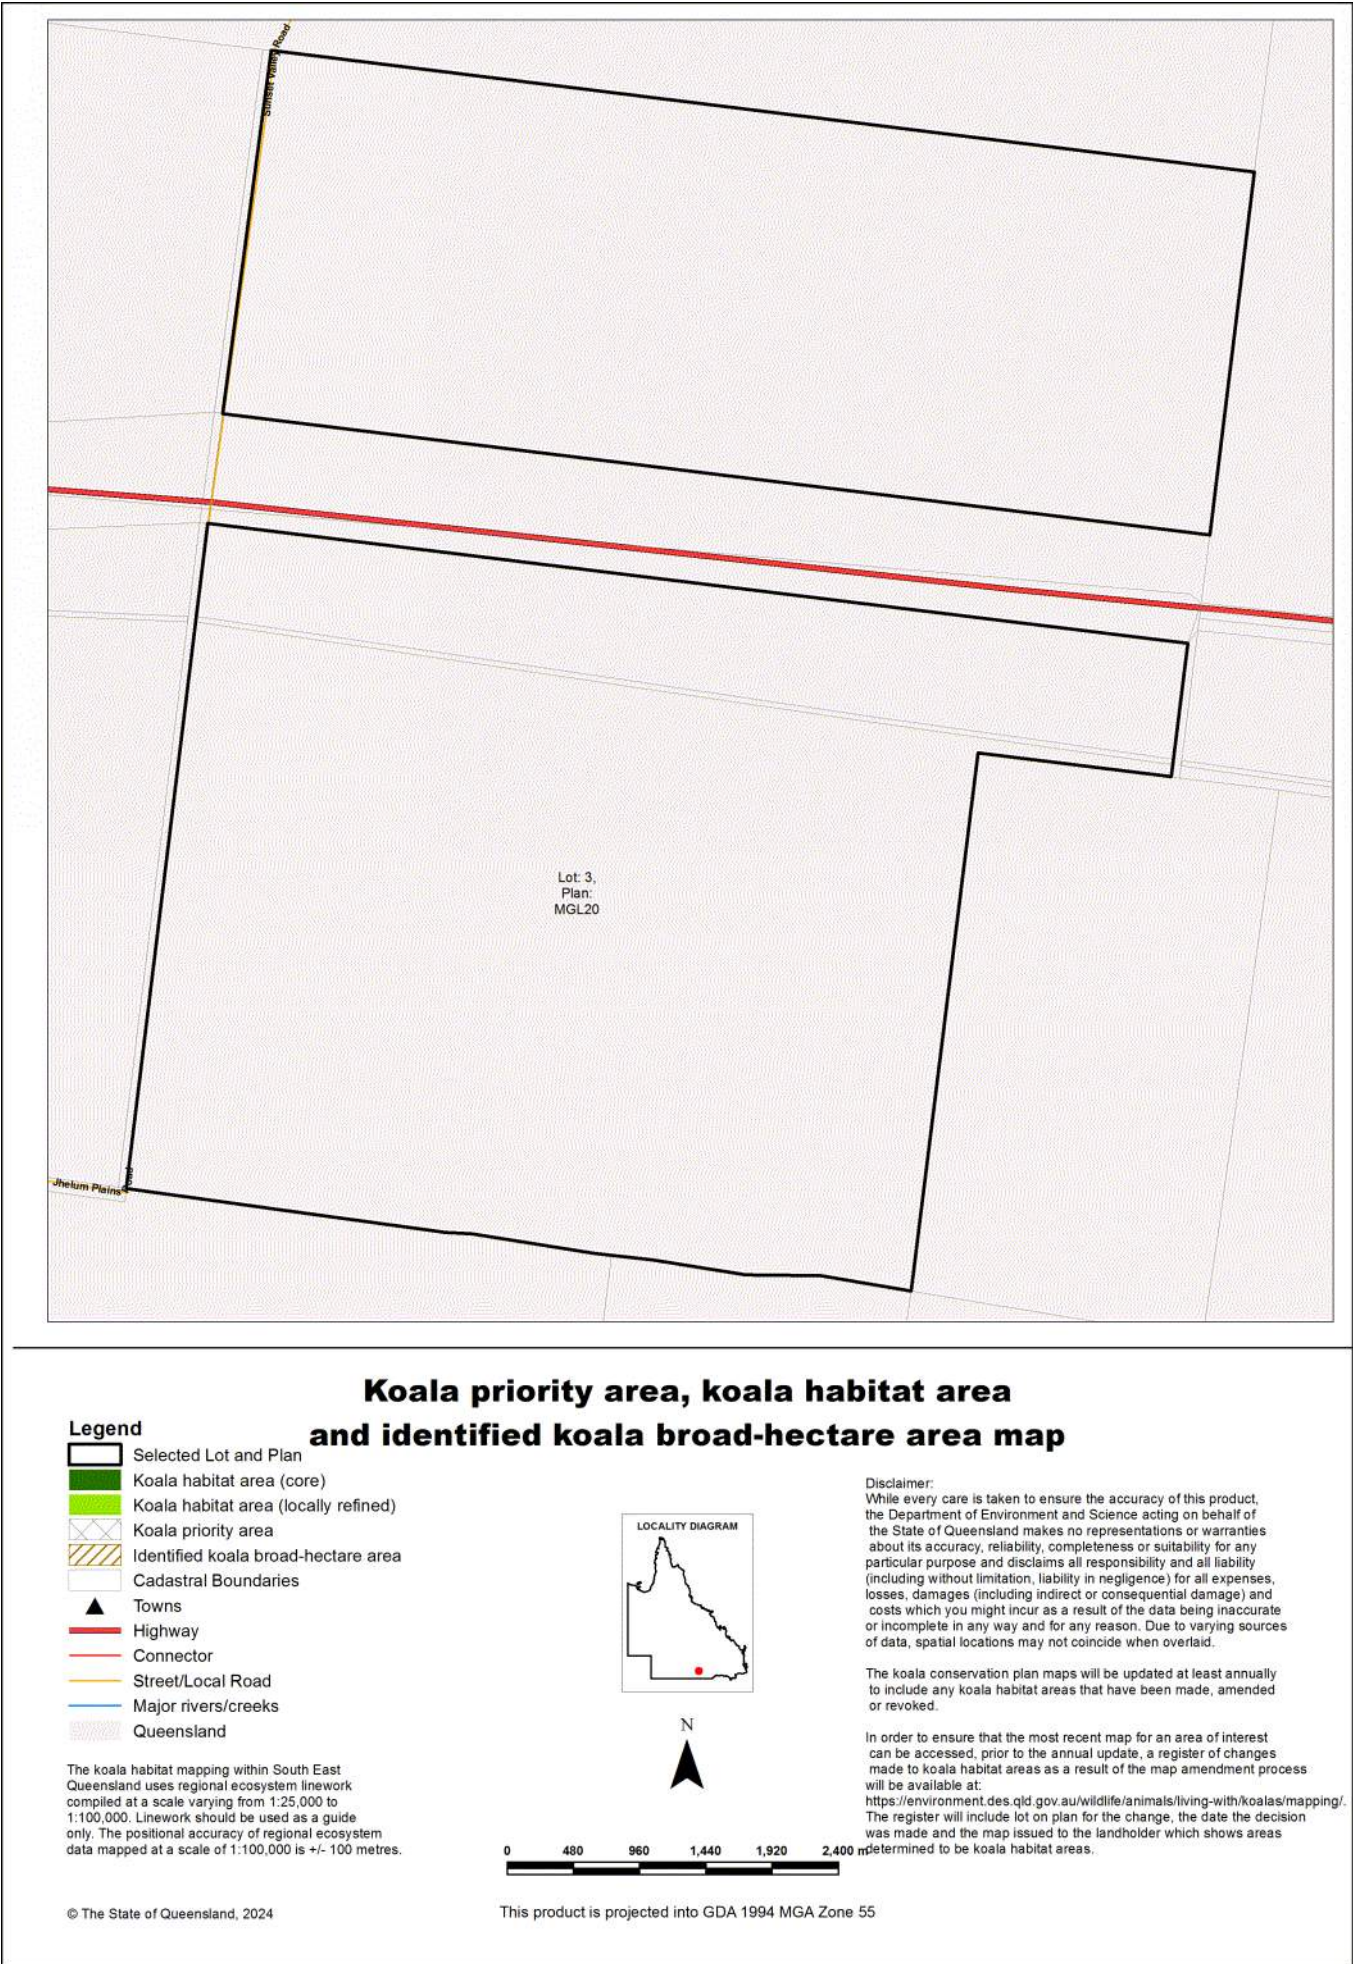 Sunset Valley Road
Lot: 3,
Plan:
MGL20
Jhelum Plains Road
Koala priority area, koala habitat area
and identified koala broad-hectare area map
Legend
Selected Lot and Plan
Koala habitat area (core)
Koala habitat area (locally refined)
Koala priority area
Identified koala broad-hectare area
Cadastral Boundaries
Towns
Highway
Connector
Street/Local Road
Major rivers/creeks
Queensland
The koala habitat mapping within South East
Queensland uses regional ecosystem linework
compiled at a scale varying from 1:25,000 to
1:100,000. Linework should be used as a guide
only. The positional accuracy of regional ecosystem
data mapped at a scale of 1:100,000 is +/- 100 metres.
© The State of Queensland, 2024
LOCALITY DIAGRAM
N
0 480 960 1,440 1,920 2,400 m
This product is projected into GDA 1994 MGA Zone 55
Disclaimer:
While every care is taken to ensure the accuracy of this product,
the Department of Environment and Science acting on behalf of
the State of Queensland makes no representations or warranties
about its accuracy, reliability, completeness or suitability for any
particular purpose and disclaims all responsibility and all liability
(including without limitation, liability in negligence) for all expenses,
losses, damages (including indirect or consequential damage) and
costs which you might incur as a result of the data being inaccurate
or incomplete in any way and for any reason. Due to varying sources
of data, spatial locations may not coincide when overlaid.
The koala conservation plan maps will be updated at least annually
to include any koala habitat areas that have been made, amended
or revoked.
In order to ensure that the most recent map for an area of interest
can be accessed, prior to the annual update, a register of changes
made to koala habitat areas as a result of the map amendment process
will be available at:
https://environment.des.qld.gov.au/wildlife/animals/living-with/koalas/mapping/.
The register will include lot on plan for the change, the date the decision
was made and the map issued to the landholder which shows areas
determined to be koala habitat areas.